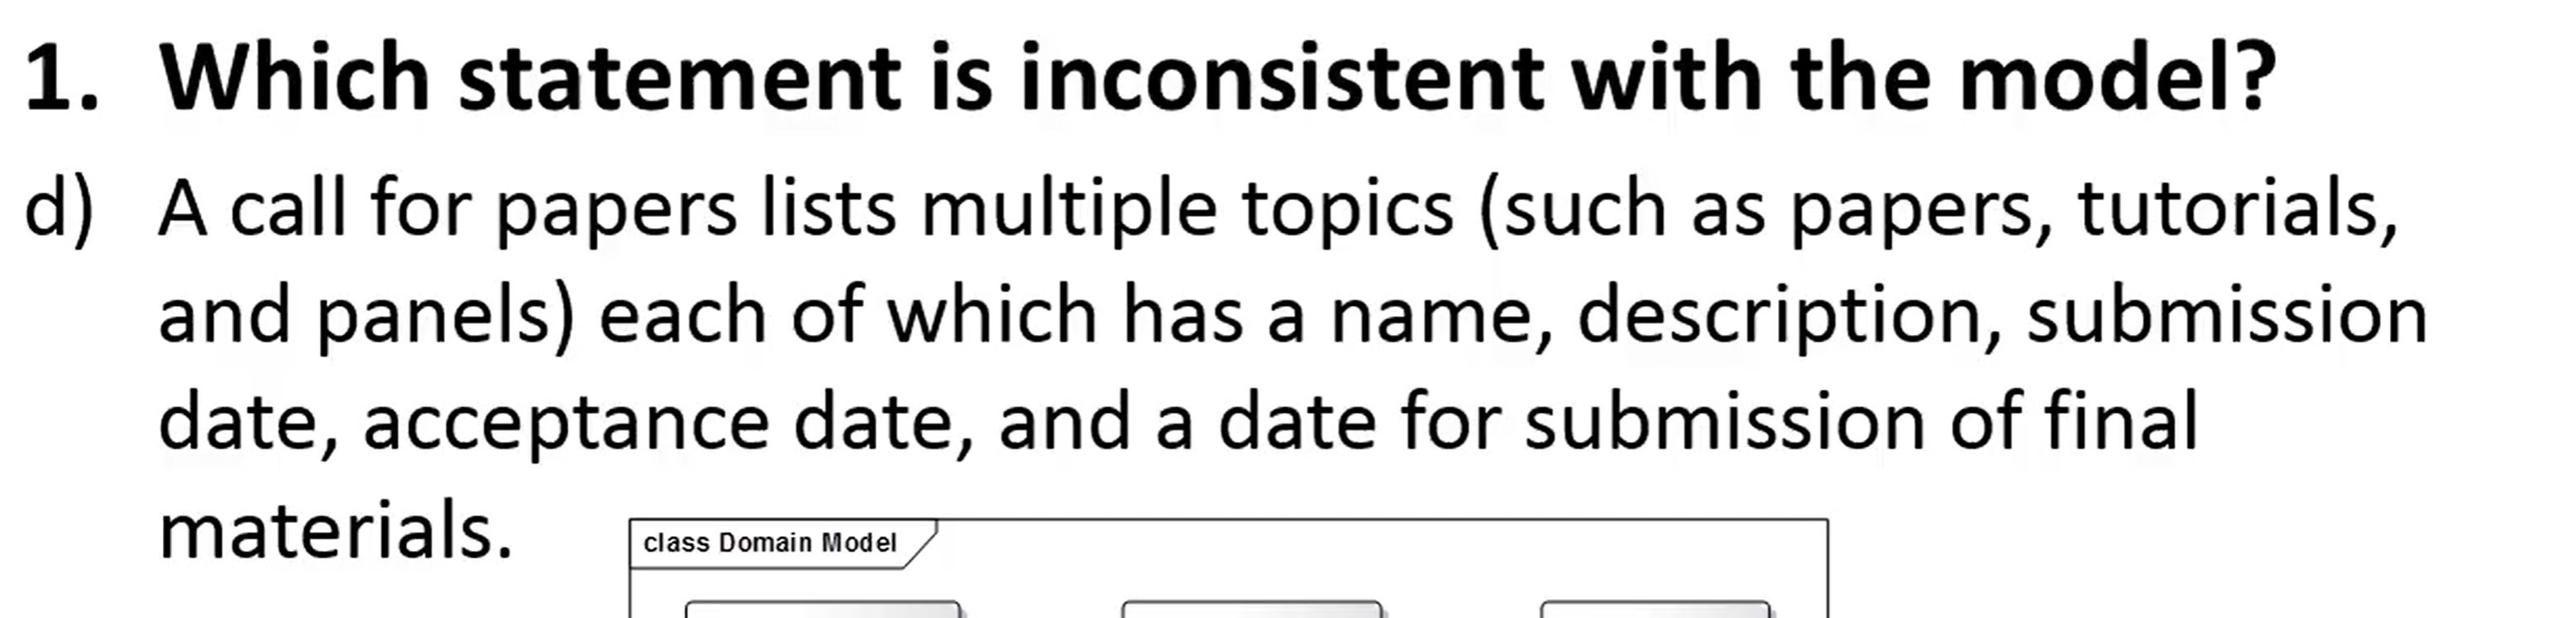 1. Which statement is inconsistent with the model?
d) A call for papers lists multiple topics (such as papers, tutorials,
and panels) each of which has a name, description, submission
date, acceptance date, and a date for submission of final
materials.
class Domain Model